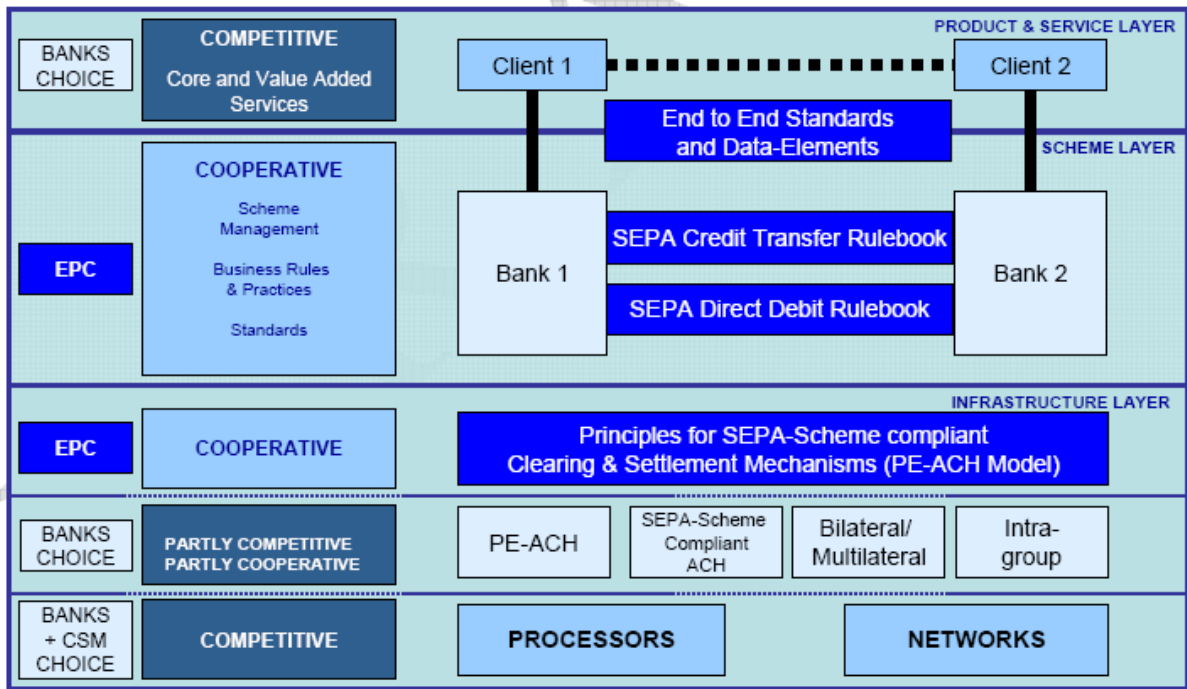 PRODUCT & SERVICE LAYER
BANKS
CHOICE
COMPETITIVE
Core and Value Added
Services
Client 1
Client 2
End to End Standards
and Data-Elements
SCHEME LAYER
EPC
COOPERATIVE
Scheme
Management
Business Rules
& Practices
Standards
Bank 1
SEPA Credit Transfer Rulebook
SEPA Direct Debit Rulebook
Bank 2
INFRASTRUCTURE LAYER
EPC
COOPERATIVE
Principles for SEPA-Scheme compliant
Clearing & Settlement Mechanisms (PE-ACH Model)
BANKS
CHOICE
PARTLY COMPETITIVE
PARTLY COOPERATIVE
PE-ACH
SEPA-Scheme
Compliant
ACH
Bilateral/
Multilateral
Intra-
group
BANKS
+ CSM
CHOICE
COMPETITIVE
PROCESSORS
NETWORKS